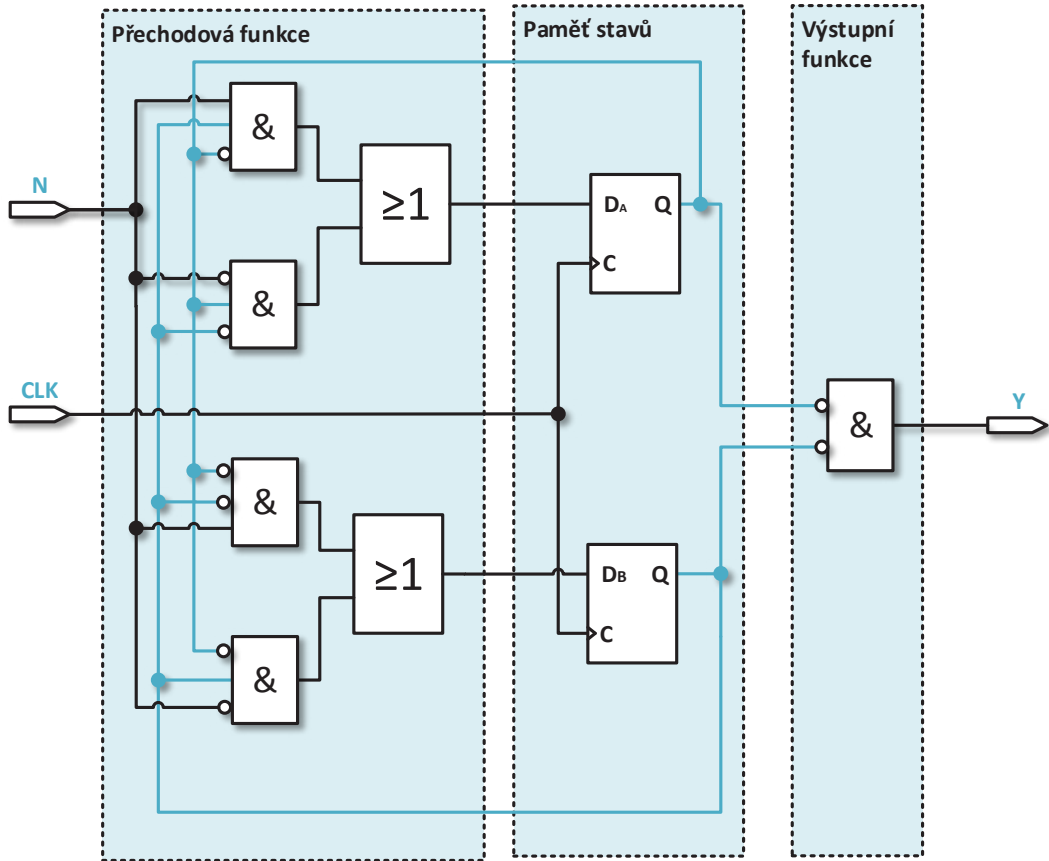 Přechodová funkce
Paměť stavů
Výstupní
funkce
&
≥1
N
DA Q
C
&
CLK
Y
&
&
≥1
DB Q
C
&